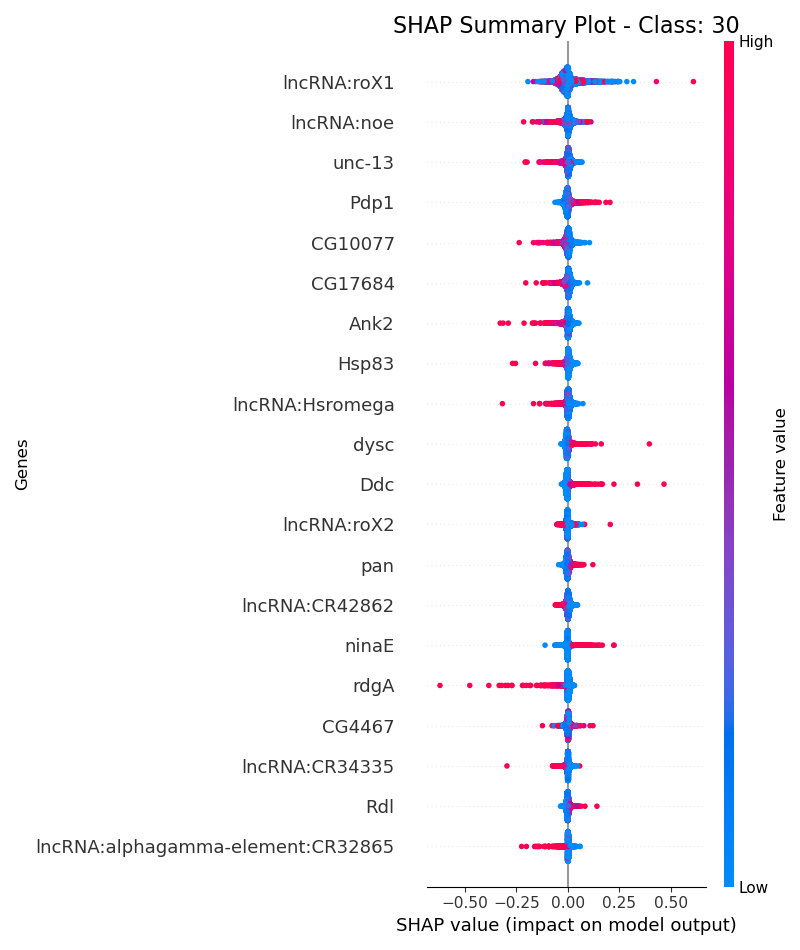 SHAP Summary Plot - Class: 30
High
lncRNA:roX1
lncRNA:noe
unc-13
Pdp1
CG10077
CG17684
Ank2
Hsp83
lncRNA:Hsromega
dysc
Ddc
lncRNA:roX2
pan
lncRNA:CR42862
ninaE
rdgA
CG4467
lncRNA:CR34335
Rdl
lncRNA:alphagamma-element:CR32865
Genes
Feature value
Low
−0.50 −0.25 0.00 0.25 0.50
SHAP value (impact on model output)